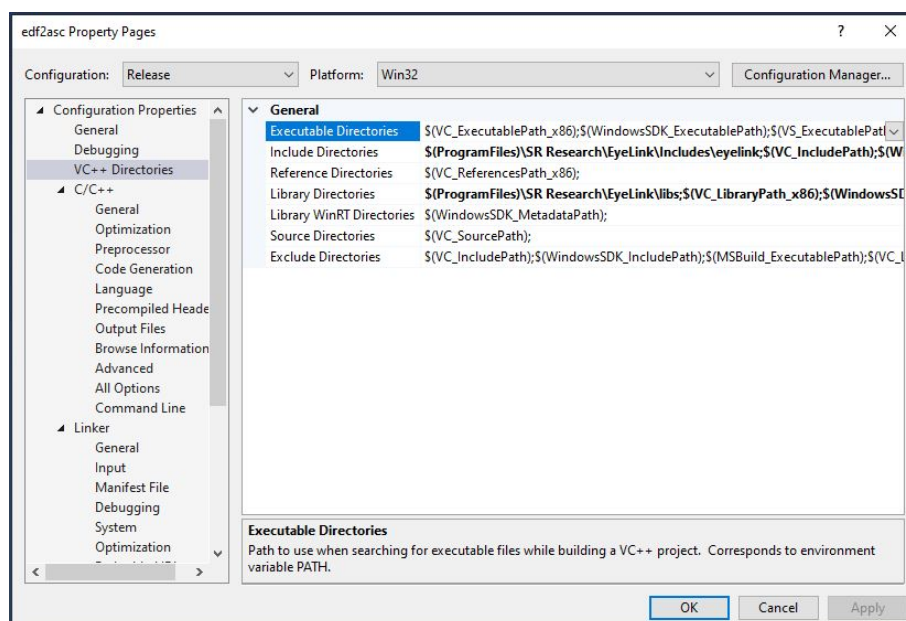 edf2asc Property Pages
Configuration: Release Platform: Win32 Configuration Manager...
Configuration Properties
General
Debugging
VC++ Directories
C/C++
General
Optimization
Preprocessor
Code Generation
Language
Precompiled Heade
Output Files
Browse Information
Advanced
All Options
Command Line
Linker
General
Input
Manifest File
Debugging
System
Optimization
General
Executable Directories $(VC_ExecutablePath_x86);$(WindowsSDK_ExecutablePath);$(VS_ExecutablePat
Include Directories $(ProgramFiles)\SR Research\EyeLink\Includes\eyelink;$(VC_IncludePath);$(Wi
Reference Directories $(VC_ReferencesPath_x86);
Library Directories $(ProgramFiles)\SR Research\EyeLink\libs;$(VC_LibraryPath_x86);$(WindowsSD
Library WinRT Directories $(WindowsSDK_MetadataPath);
Source Directories $(VC_SourcePath);
Exclude Directories $(VC_IncludePath);$(WindowsSDK_IncludePath);$(MSBuild_ExecutablePath);$(VC_L
Executable Directories
Path to use when searching for executable files while building a VC++ project. Corresponds to environment
variable PATH.
OK Cancel Apply